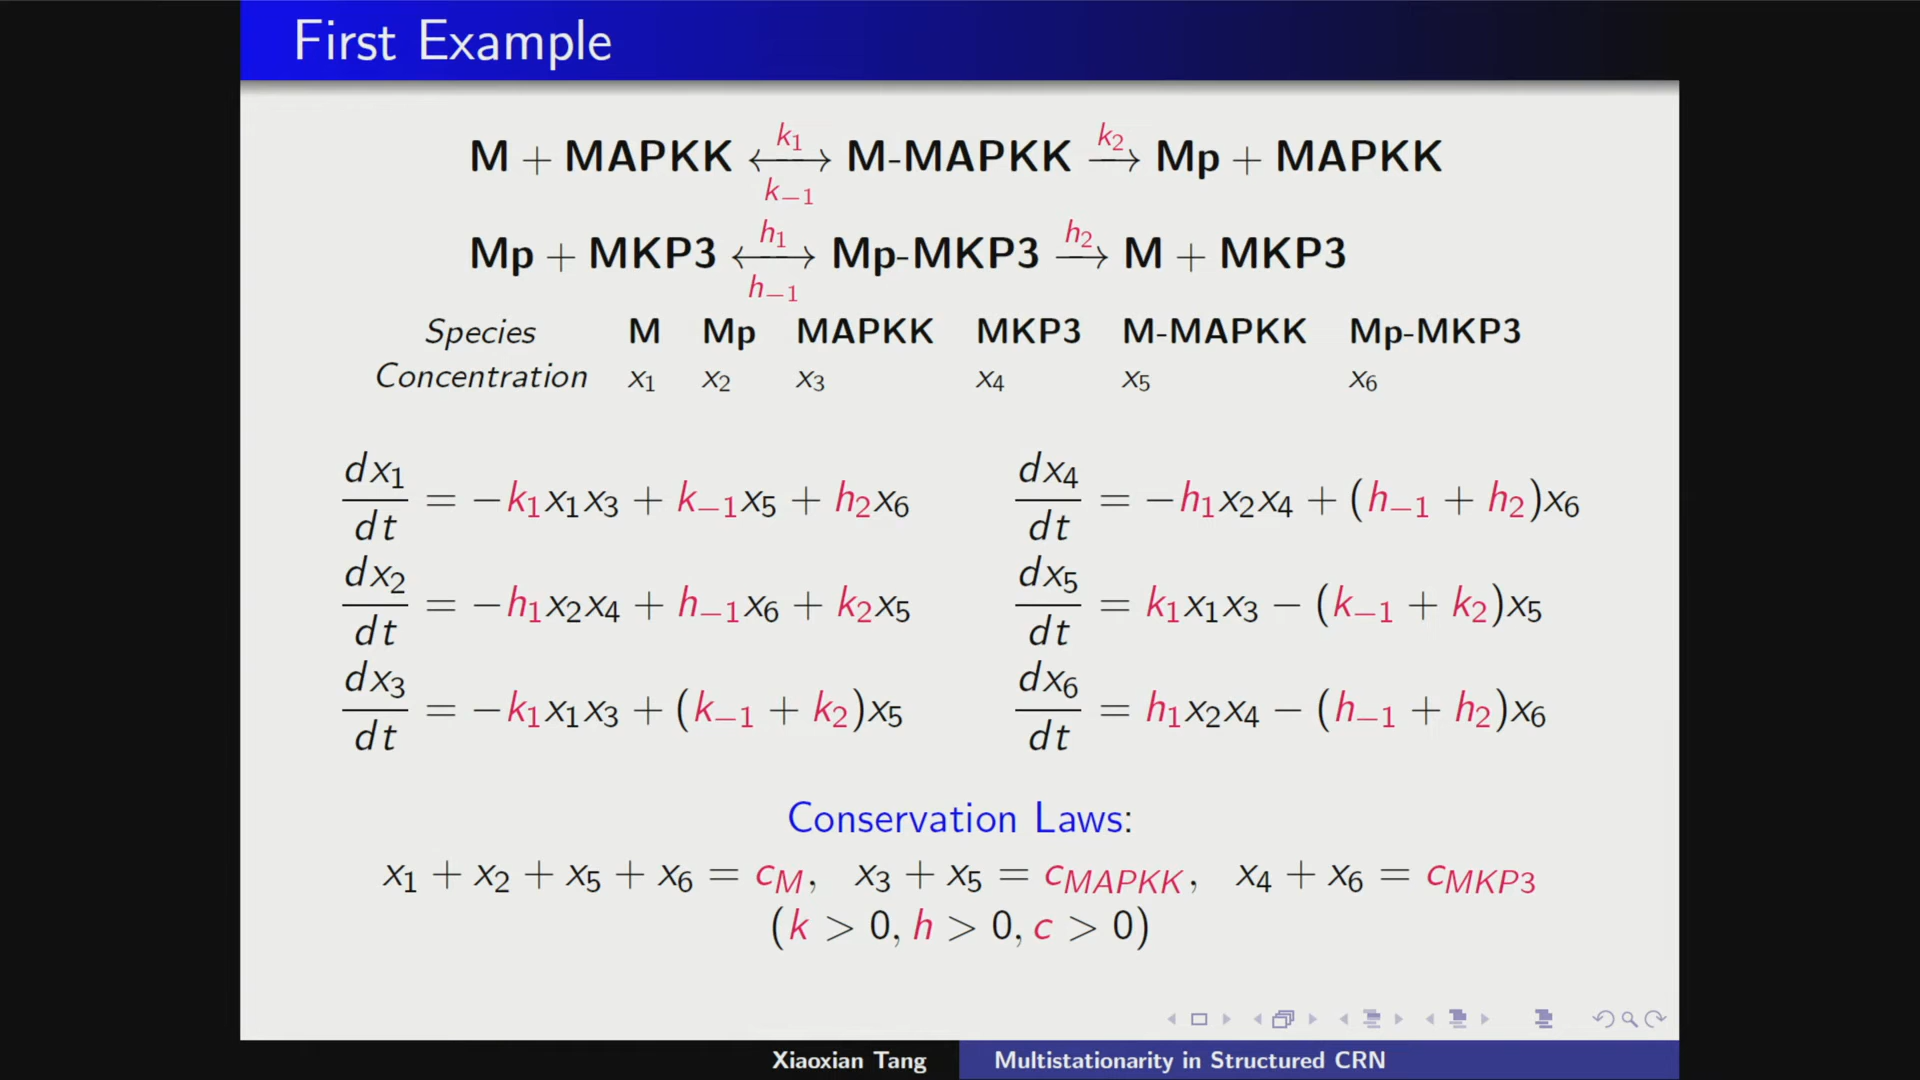 First Example
M + MAPKK ⟷ M-MAPKK ⟶ Mp + MAPKK
k₁ k₋₁ k₂
Mp + MKP3 ⟷ Mp-MKP3 ⟶ M + MKP3
h₁ h₋₁ h₂
Species M Mp MAPKK MKP3 M-MAPKK Mp-MKP3
Concentration x₁ x₂ x₃ x₄ x₅ x₆
dx₁/dt = −k₁x₁x₃ + k₋₁x₅ + h₂x₆
dx₄/dt = −h₁x₂x₄ + (h₋₁ + h₂)x₆
dx₂/dt = −h₁x₂x₄ + h₋₁x₆ + k₂x₅
dx₅/dt = k₁x₁x₃ − (k₋₁ + k₂)x₅
dx₃/dt = −k₁x₁x₃ + (k₋₁ + k₂)x₅
dx₆/dt = h₁x₂x₄ − (h₋₁ + h₂)x₆
Conservation Laws:
x₁ + x₂ + x₅ + x₆ = c_M, x₃ + x₅ = c_MAPKK, x₄ + x₆ = c_MKP3
(k > 0, h > 0, c > 0)
Xiaoxian Tang Multistationarity in Structured CRN